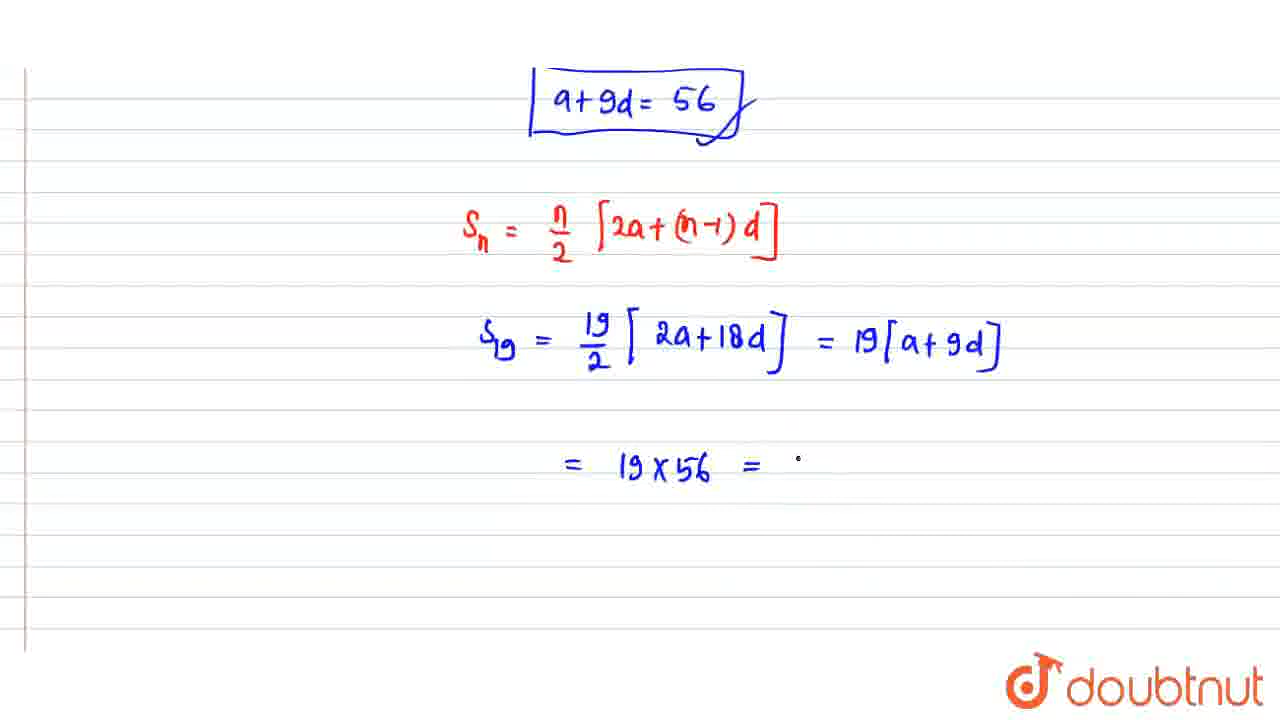 a+9d= 56
Sn = n/2 [2a+(n-1)d]
S19 = 19/2 [2a+18d] = 19[a+9d]
= 19×56 =
doubtnut